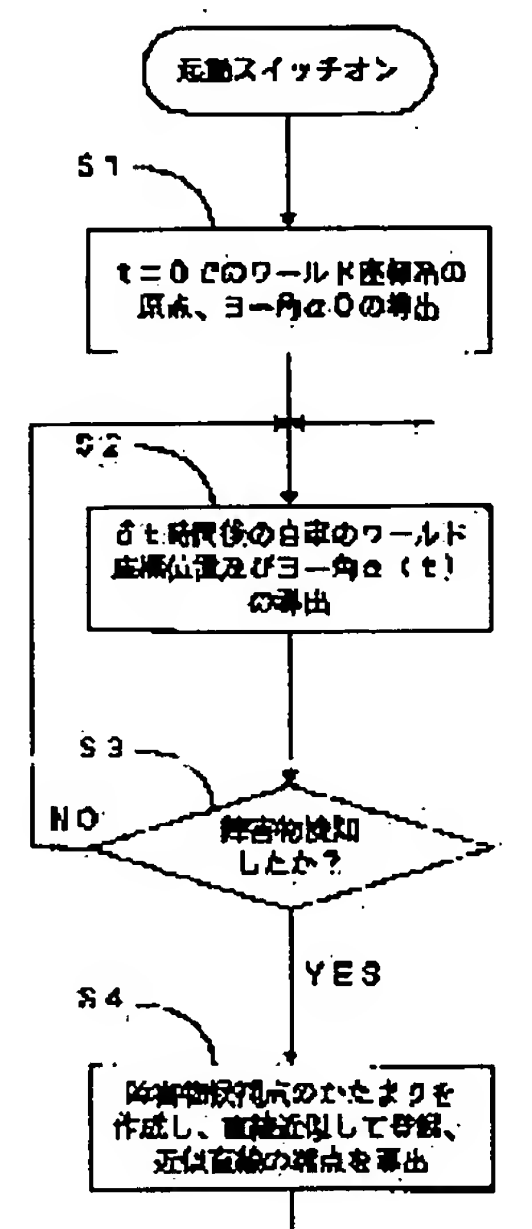 起動スイッチオン
S1
t=0でのワールド座標系の
原点、ヨー角α0の導出
S2
δt時間後の自車のワールド
座標位置及びヨー角α(t)
の導出
S3
障害物検知
したか?
NO
YES
S4
障害物検知点のかたまりを
作成し、直線近似して登録、
近似直線の端点を導出